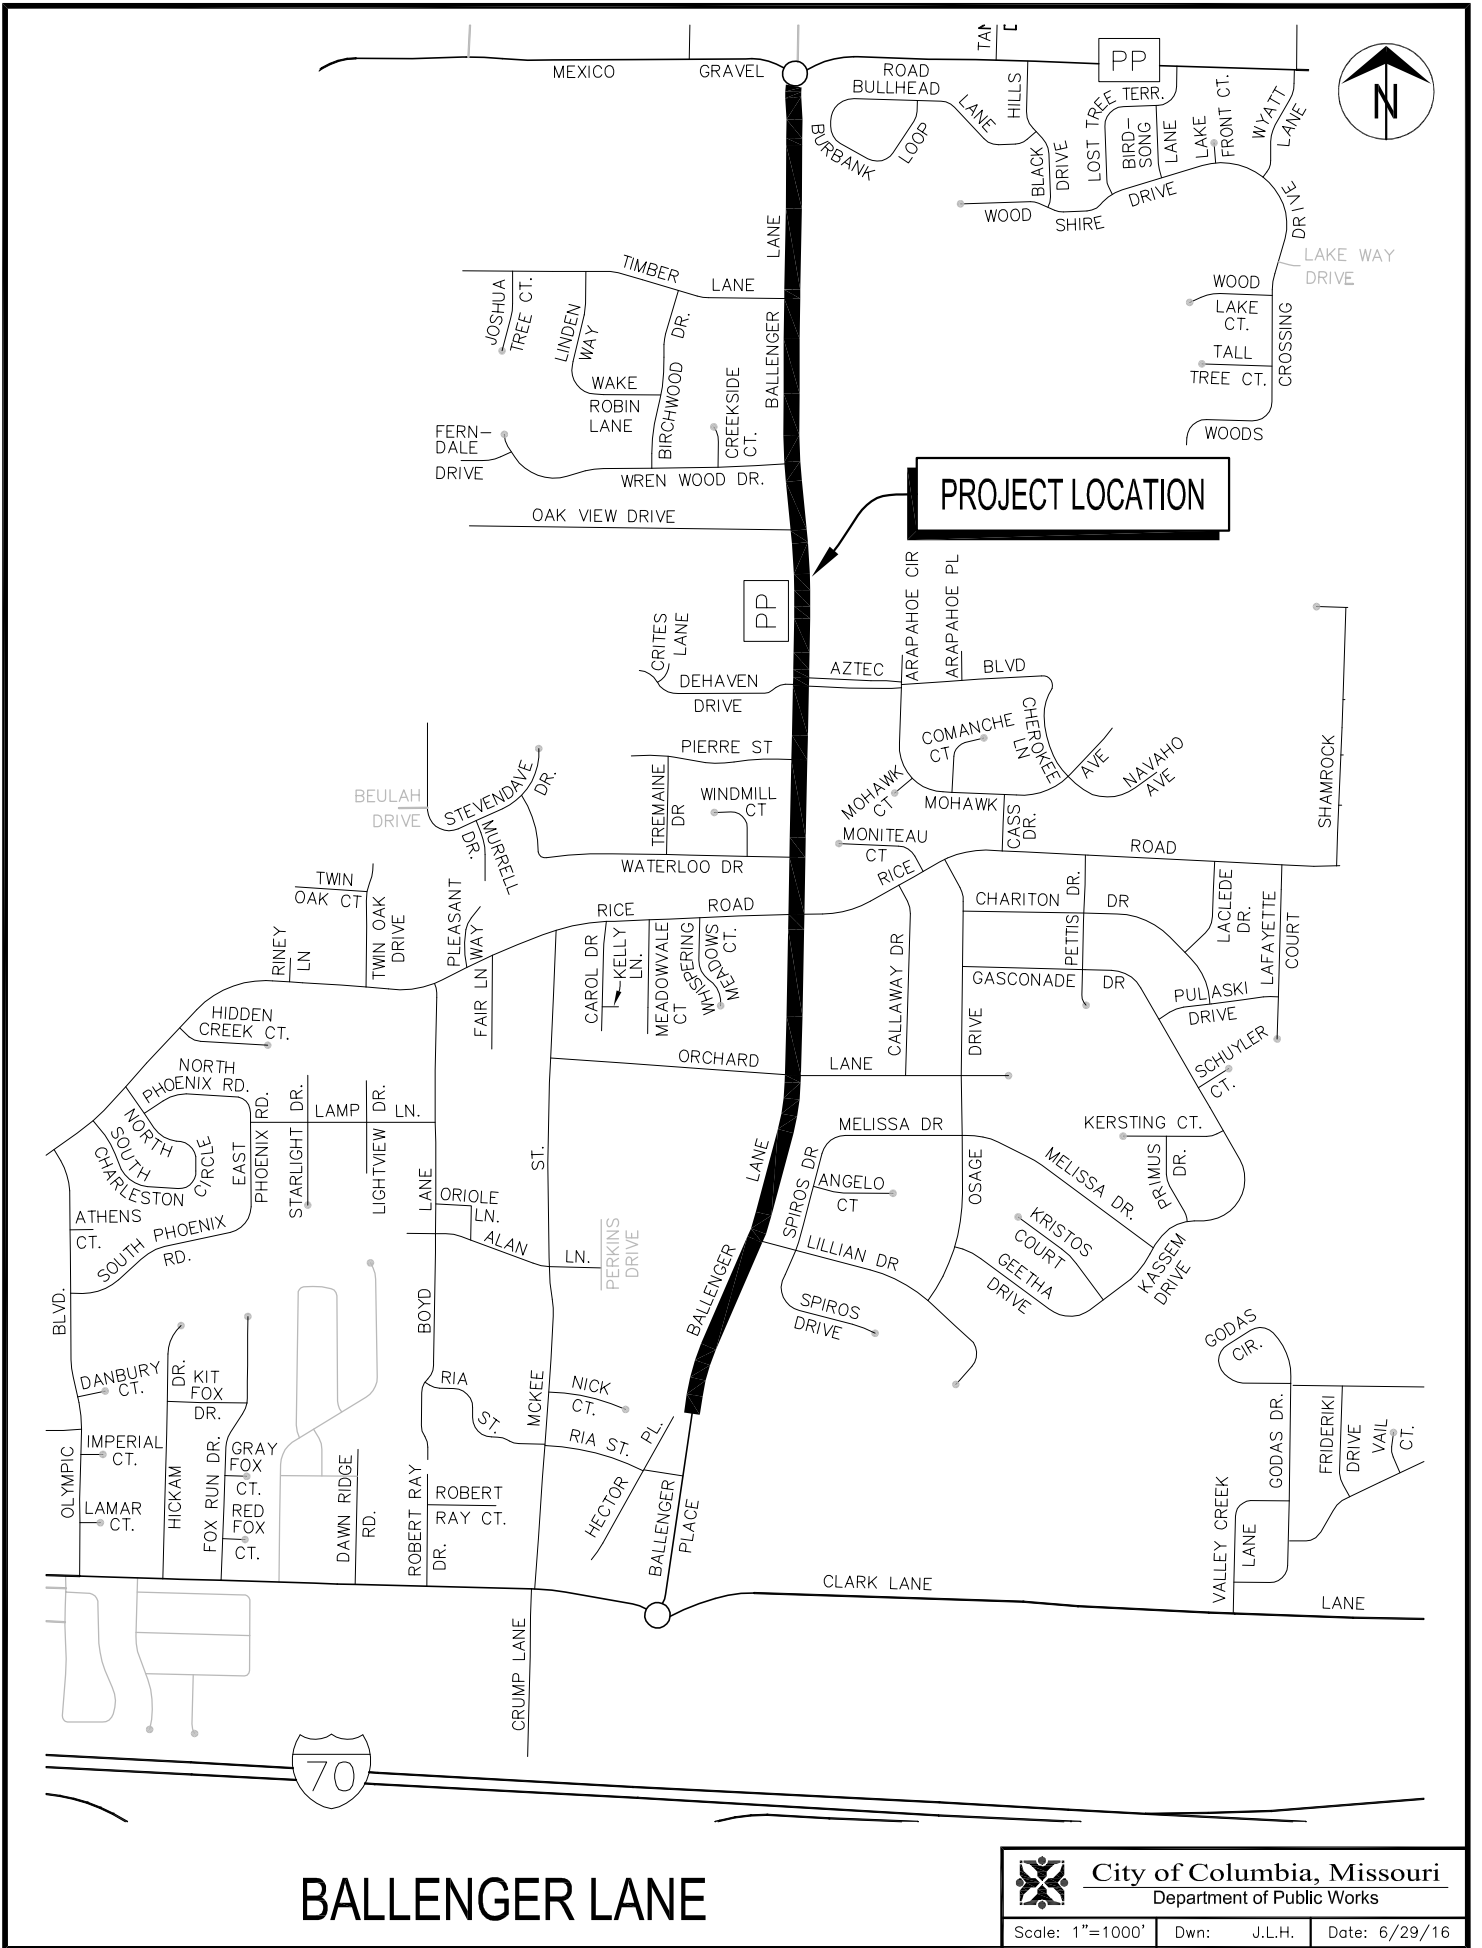 MEXICO GRAVEL ROAD
TAN
PP
BULLHEAD
LANE
HILLS
BURBANK
LOOP
BLACK
DRIVE
LOST TREE TERR.
BIRD-
SONG
LANE
LAKE
FRONT CT.
WYATT
LANE
N
WOOD SHIRE DRIVE
DRIVE
LAKE WAY
DRIVE
WOOD
LAKE
CT.
TALL
TREE CT.
CROSSING
WOODS
LANE
BALLENGER
TIMBER LANE
JOSHUA
TREE CT.
LINDEN
WAY
WAKE
ROBIN
LANE
BIRCHWOOD DR.
CREEKSIDE
CT.
FERN-
DALE
DRIVE
WREN WOOD DR.
OAK VIEW DRIVE
PROJECT LOCATION
PP
CRITES
LANE
DEHAVEN
DRIVE
AZTEC BLVD
ARAPAHOE CIR
ARAPAHOE PL
COMANCHE
CT
CHEROKEE
LN
MOHAWK
CT
MOHAWK AVE
NAVAHO
AVE
CASS
DR.
SHAMROCK
PIERRE ST
TREMAINE
DR
WINDMILL
CT
STEVENDAVE
DR.
BEULAH
DRIVE
MURRELL
DR.
WATERLOO DR
MONITEAU
CT
RICE ROAD
TWIN
OAK CT
TWIN OAK
DRIVE
RINEY
LN
PLEASANT
WAY
FAIR LN
RICE ROAD
CAROL DR
KELLY
LN.
MEADOWVALE
CT
WHISPERING
MEADOWS
CT.
CHARITON DR
PETTIS DR.
LACLEDE
DR.
LAFAYETTE
COURT
GASCONADE DR
PULASKI
DRIVE
SCHUYLER
CT.
CALLAWAY DR
DRIVE
OSAGE
HIDDEN
CREEK CT.
ORCHARD LANE
NORTH
PHOENIX RD.
NORTH
SOUTH
CHARLESTON
CIRCLE
EAST
PHOENIX RD.
STARLIGHT DR.
LAMP LN.
LIGHTVIEW DR.
SOUTH PHOENIX
RD.
ATHENS
CT.
LANE
BOYD
ORIOLE
LN.
ALAN LN.
PERKINS
DRIVE
ST.
MCKEE
LANE
BALLENGER
MELISSA DR
SPIROS DR
ANGELO
CT
LILLIAN DR
SPIROS
DRIVE
MELISSA DR.
KERSTING CT.
PRIMUS
DR.
KRISTOS
COURT
GEETHA
DRIVE
KASSEM
DRIVE
BLVD.
OLYMPIC
DANBURY
CT.
IMPERIAL
CT.
LAMAR
CT.
DR.
HICKAM
KIT
FOX
DR.
FOX RUN DR.
GRAY
FOX
CT.
RED
FOX
CT.
DAWN RIDGE
RD.
ROBERT RAY
DR.
ROBERT
RAY CT.
RIA
ST.
NICK
CT.
RIA ST.
HECTOR PL.
BALLENGER
PLACE
GODAS
CIR.
GODAS DR.
FRIDERIKI
DRIVE
VAIL
CT.
VALLEY CREEK
LANE
CLARK LANE
LANE
CRUMP LANE
70
BALLENGER LANE
City of Columbia, Missouri
Department of Public Works
Scale: 1"=1000' Dwn: J.L.H. Date: 6/29/16